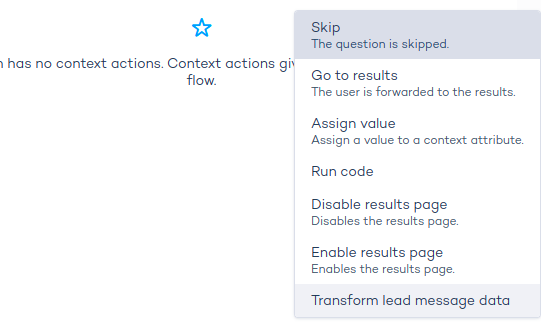 has no context actions. Context actions
flow.
Skip
The question is skipped.
Go to results
The user is forwarded to the results.
Assign value
Assign a value to a context attribute.
Run code
Disable results page
Disables the results page.
Enable results page
Enables the results page.
Transform lead message data